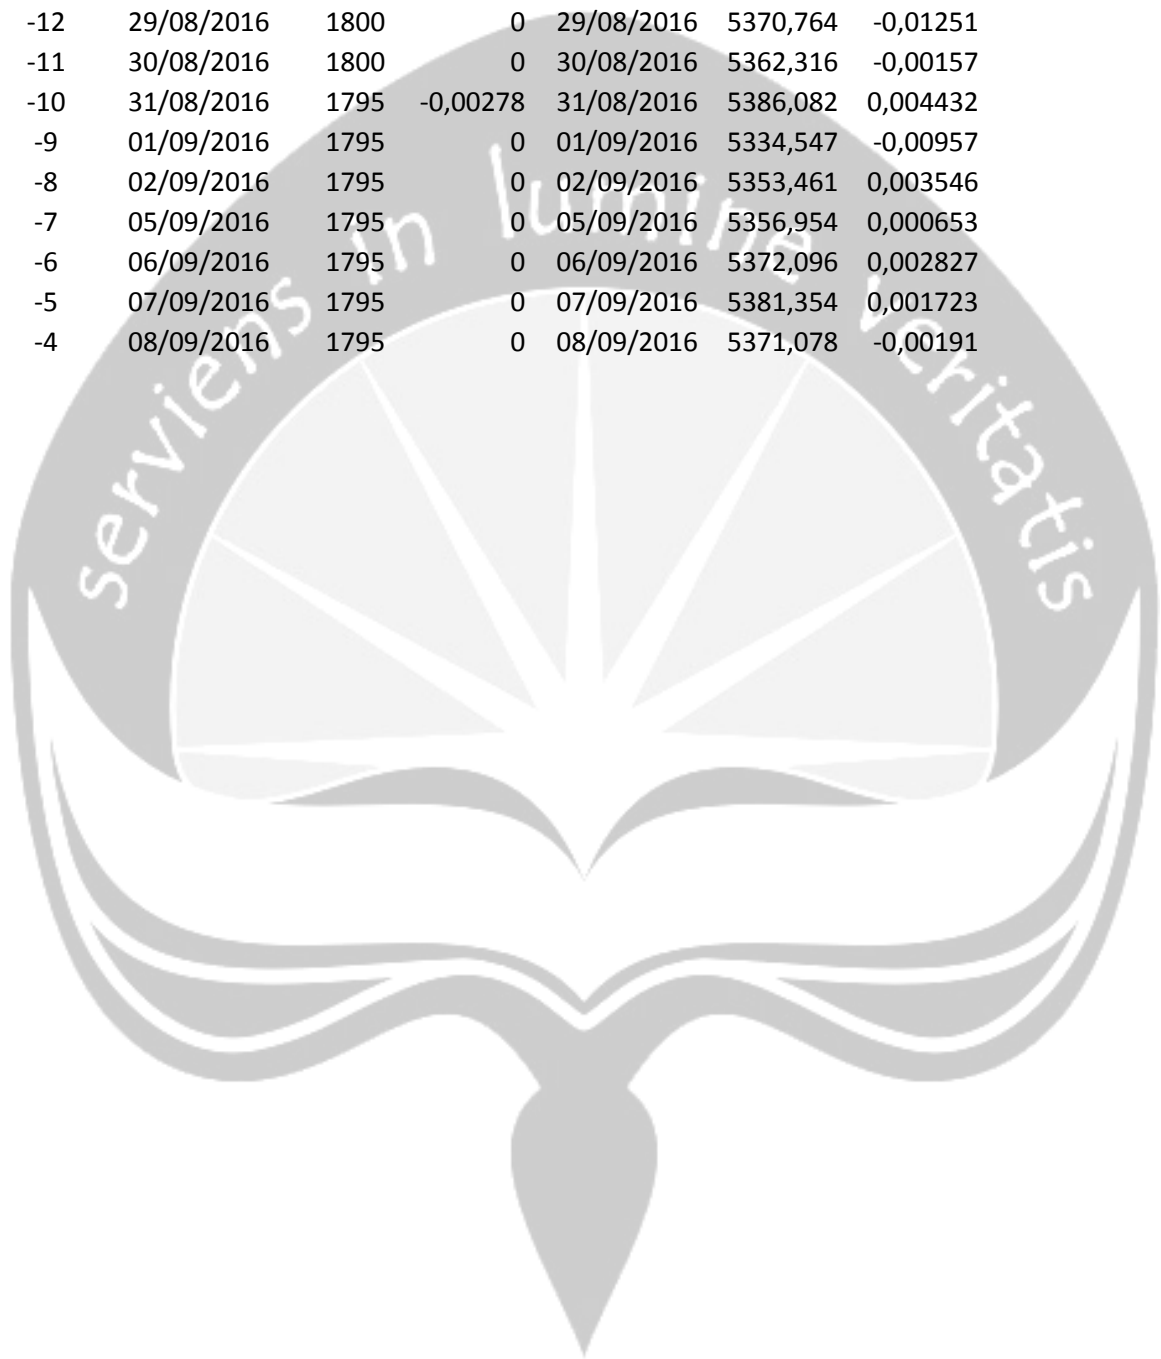 -12 29/08/2016 1800 0 29/08/2016 5370,764 -0,01251
-11 30/08/2016 1800 0 30/08/2016 5362,316 -0,00157
-10 31/08/2016 1795 -0,00278 31/08/2016 5386,082 0,004432
-9 01/09/2016 1795 0 01/09/2016 5334,547 -0,00957
-8 02/09/2016 1795 0 02/09/2016 5353,461 0,003546
-7 05/09/2016 1795 0 05/09/2016 5356,954 0,000653
-6 06/09/2016 1795 0 06/09/2016 5372,096 0,002827
-5 07/09/2016 1795 0 07/09/2016 5381,354 0,001723
-4 08/09/2016 1795 0 08/09/2016 5371,078 -0,00191
serviens in lumine veritatis